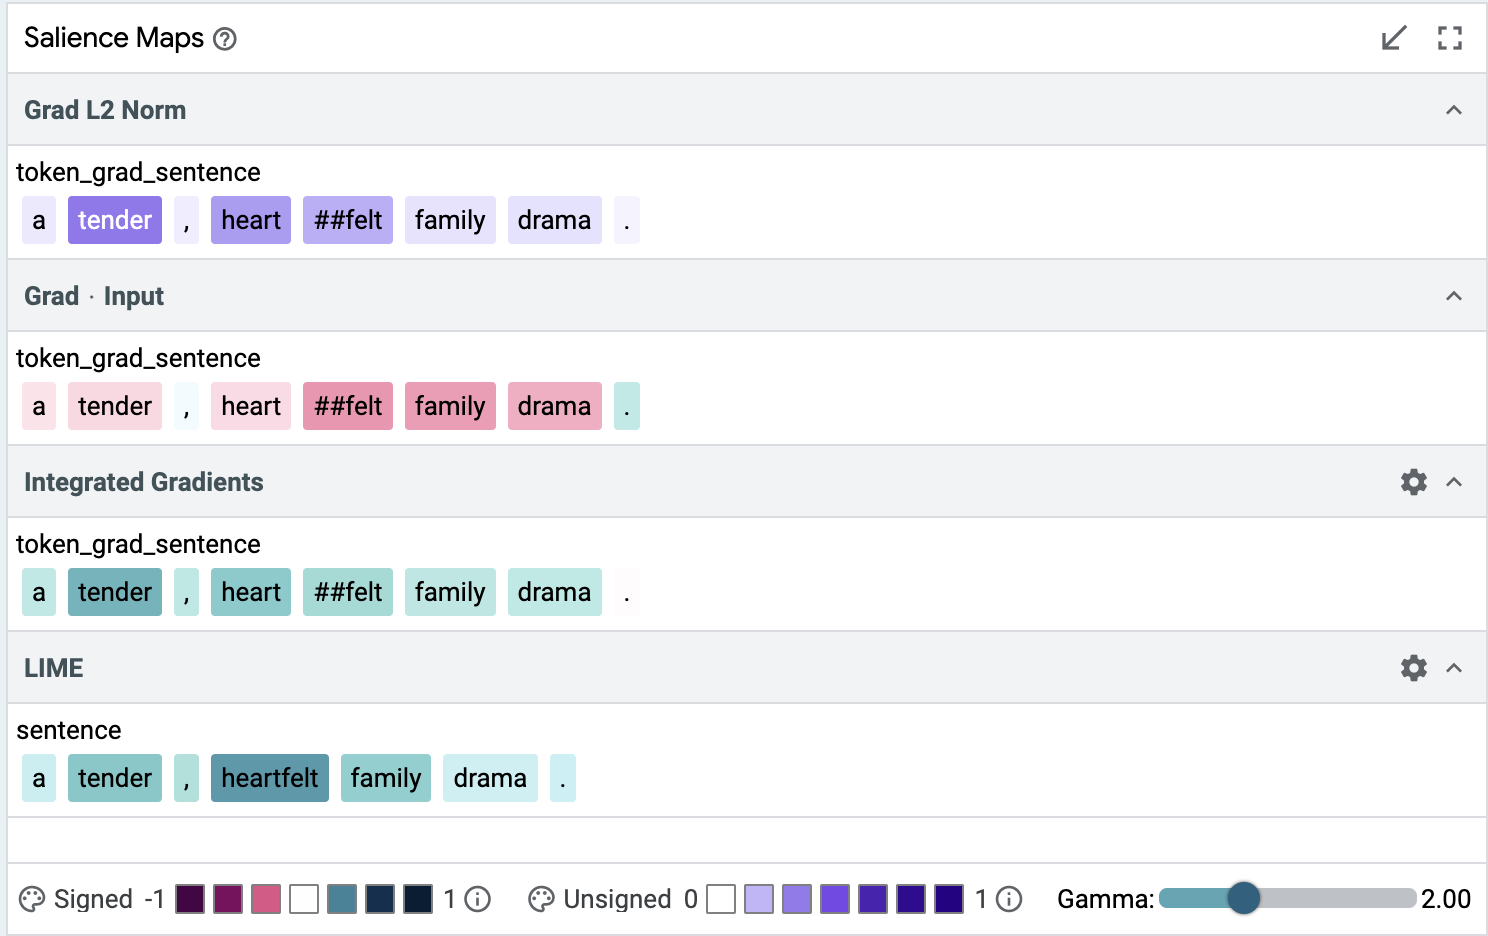 Salience Maps
Grad L2 Norm
token_grad_sentence
a tender , heart ##felt family drama .
Grad · Input
token_grad_sentence
a tender , heart ##felt family drama .
Integrated Gradients
token_grad_sentence
a tender , heart ##felt family drama .
LIME
sentence
a tender , heartfelt family drama .
Signed -1 1 Unsigned 0 1 Gamma: 2.00